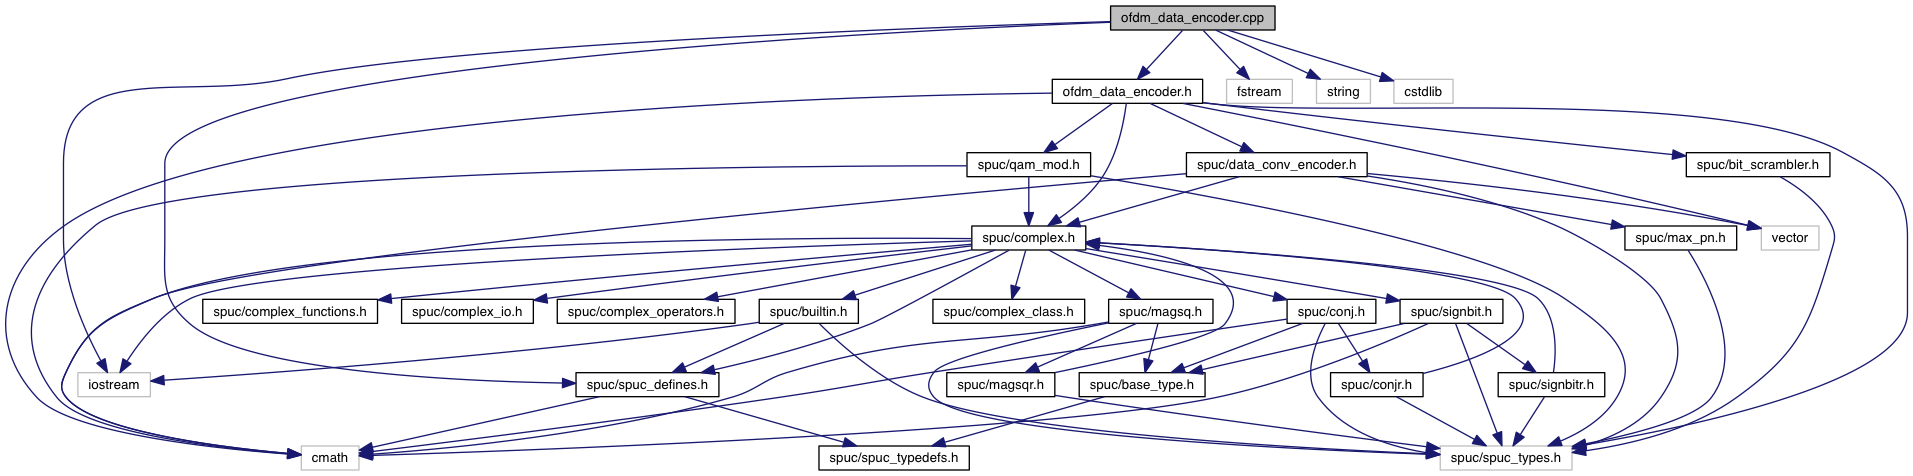 ofdm_data_encoder.cpp
ofdm_data_encoder.h
fstream
string
cstdlib
spuc/qam_mod.h
spuc/data_conv_encoder.h
spuc/bit_scrambler.h
spuc/complex.h
spuc/max_pn.h
vector
spuc/complex_functions.h
spuc/complex_io.h
spuc/complex_operators.h
spuc/builtin.h
spuc/complex_class.h
spuc/magsq.h
spuc/conj.h
spuc/signbit.h
iostream
spuc/spuc_defines.h
spuc/magsqr.h
spuc/base_type.h
spuc/conjr.h
spuc/signbitr.h
cmath
spuc/spuc_typedefs.h
spuc/spuc_types.h